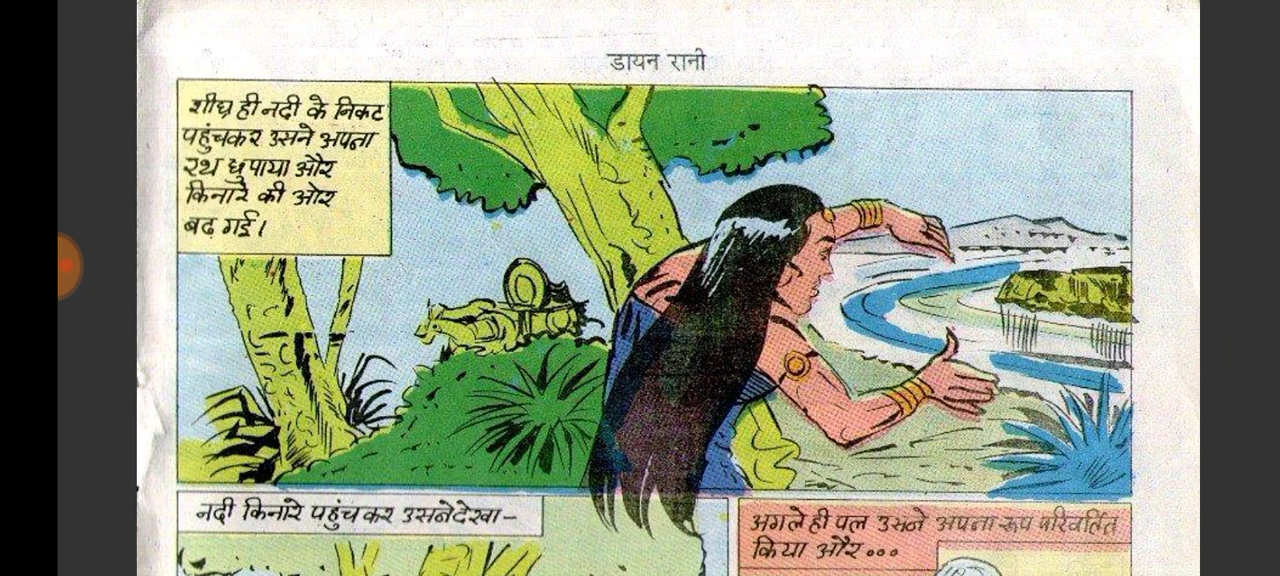 डायन रानी
शीघ्र ही नदी के निकट
पहुंचकर उसने अपना
रथ छुपाया और
किनारे की ओर
बढ़ गई।
नदी किनारे पहुंचकर उसने देखा—
अगले ही पल उसने अपना रूप परिवर्तित
किया और...